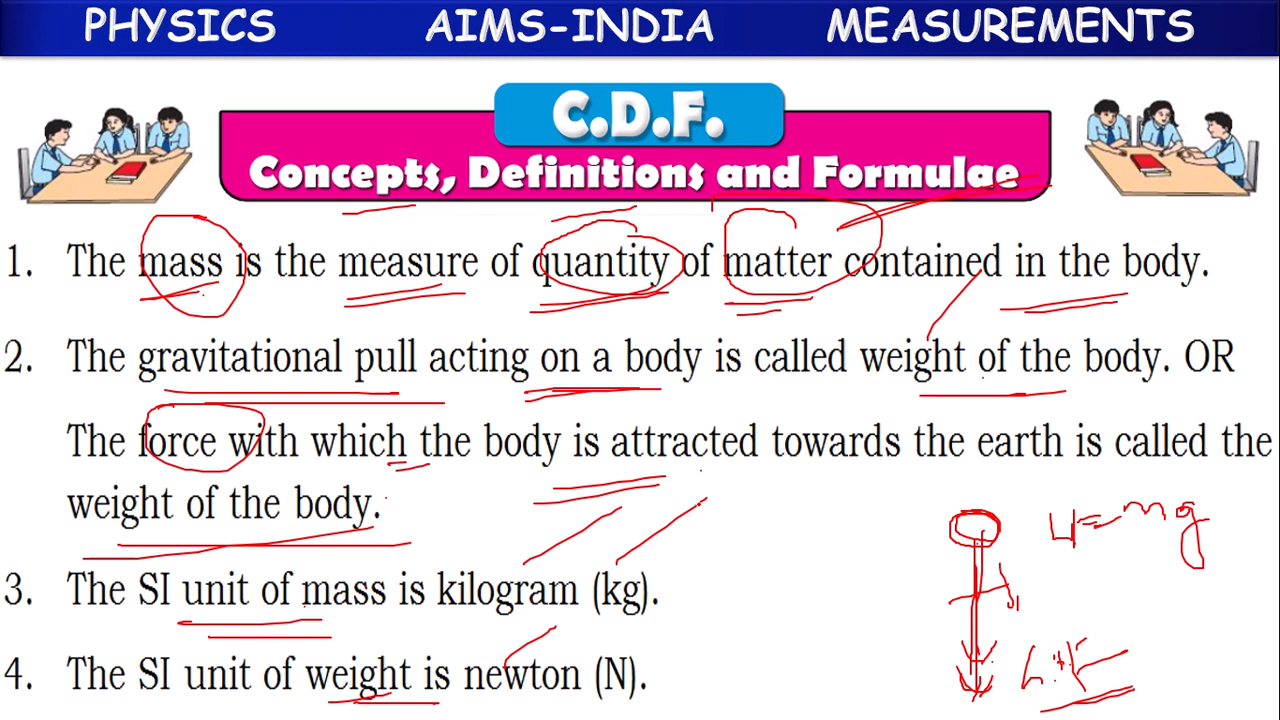 PHYSICS AIMS-INDIA MEASUREMENTS
C.D.F.
Concepts, Definitions and Formulae
1. The mass is the measure of quantity of matter contained in the body.
2. The gravitational pull acting on a body is called weight of the body. OR
The force with which the body is attracted towards the earth is called the
weight of the body.
3. The SI unit of mass is kilogram (kg).
4. The SI unit of weight is newton (N).
= mg